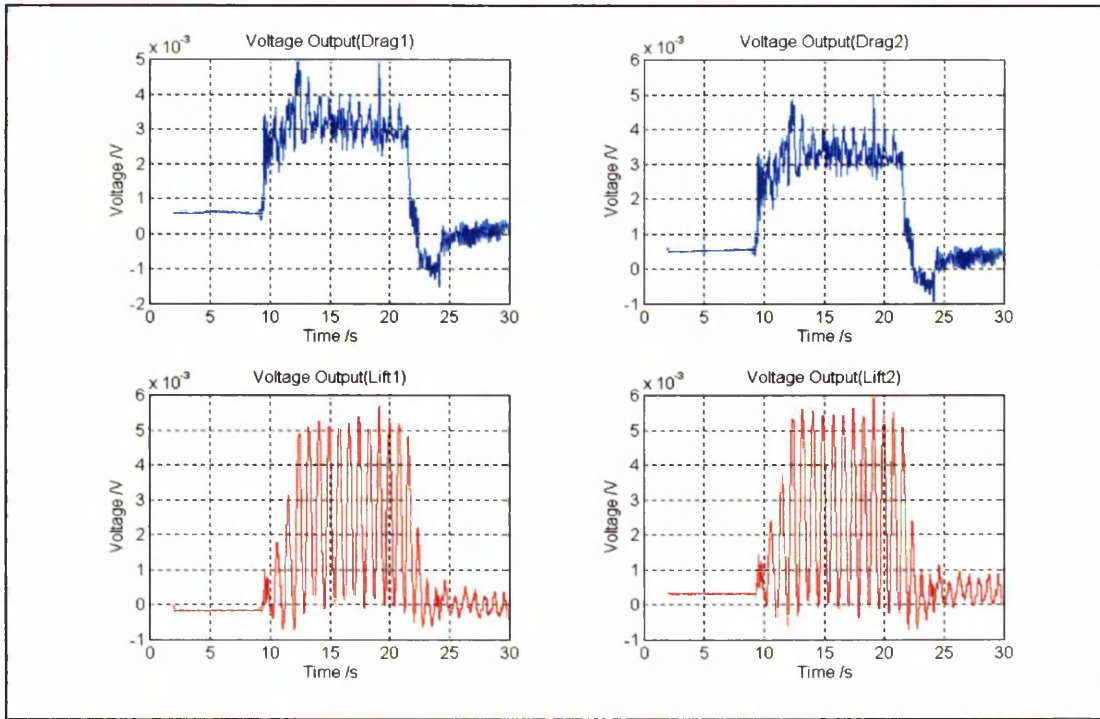 Voltage Output(Drag1)
x 10⁻³
5
4
3
2
1
0
-1
-2
Voltage /V
0 5 10 15 20 25 30
Time /s
Voltage Output(Drag2)
x 10⁻³
6
5
4
3
2
1
0
-1
Voltage /V
0 5 10 15 20 25 30
Time /s
Voltage Output(Lift1)
x 10⁻³
6
5
4
3
2
1
0
-1
Voltage /V
0 5 10 15 20 25 30
Time /s
Voltage Output(Lift2)
x 10⁻³
6
5
4
3
2
1
0
-1
Voltage /V
0 5 10 15 20 25 30
Time /s